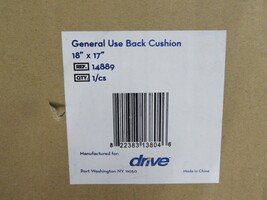 General Use Back Cushion
18" x 17"
REF. 14889
QTY. 1/cs
8 22383 13804 6
Manufactured for:
drive
Port Washington NY 11050
Made in China